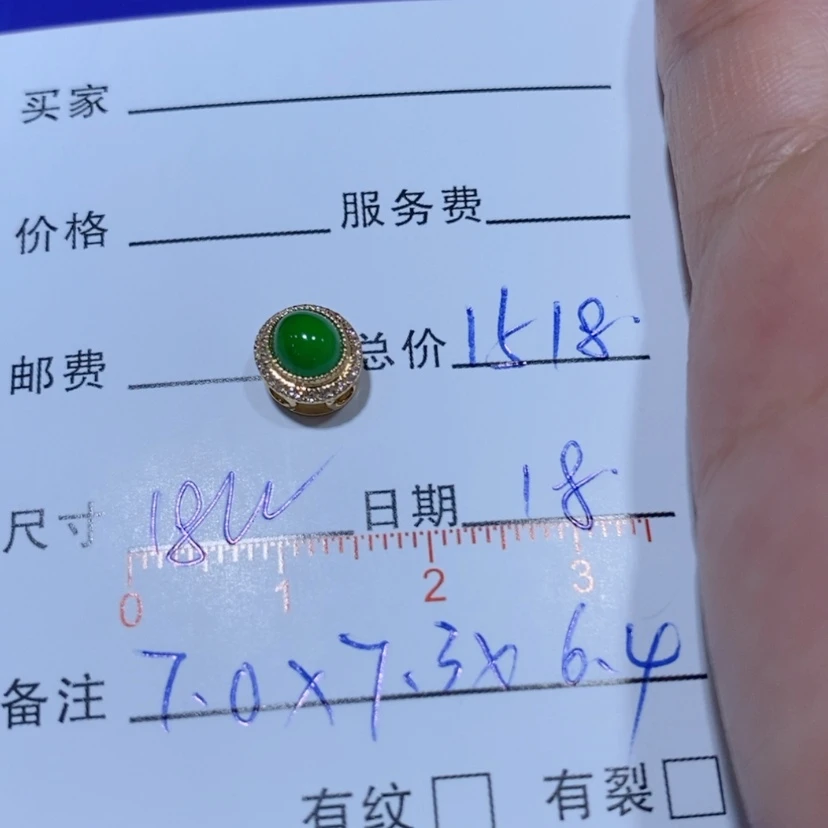 买家
价格 服务费
邮费 总价 1518
尺寸 18k 日期 18
0 1 2 3
备注 7.0x7.3x6.4
有纹 有裂